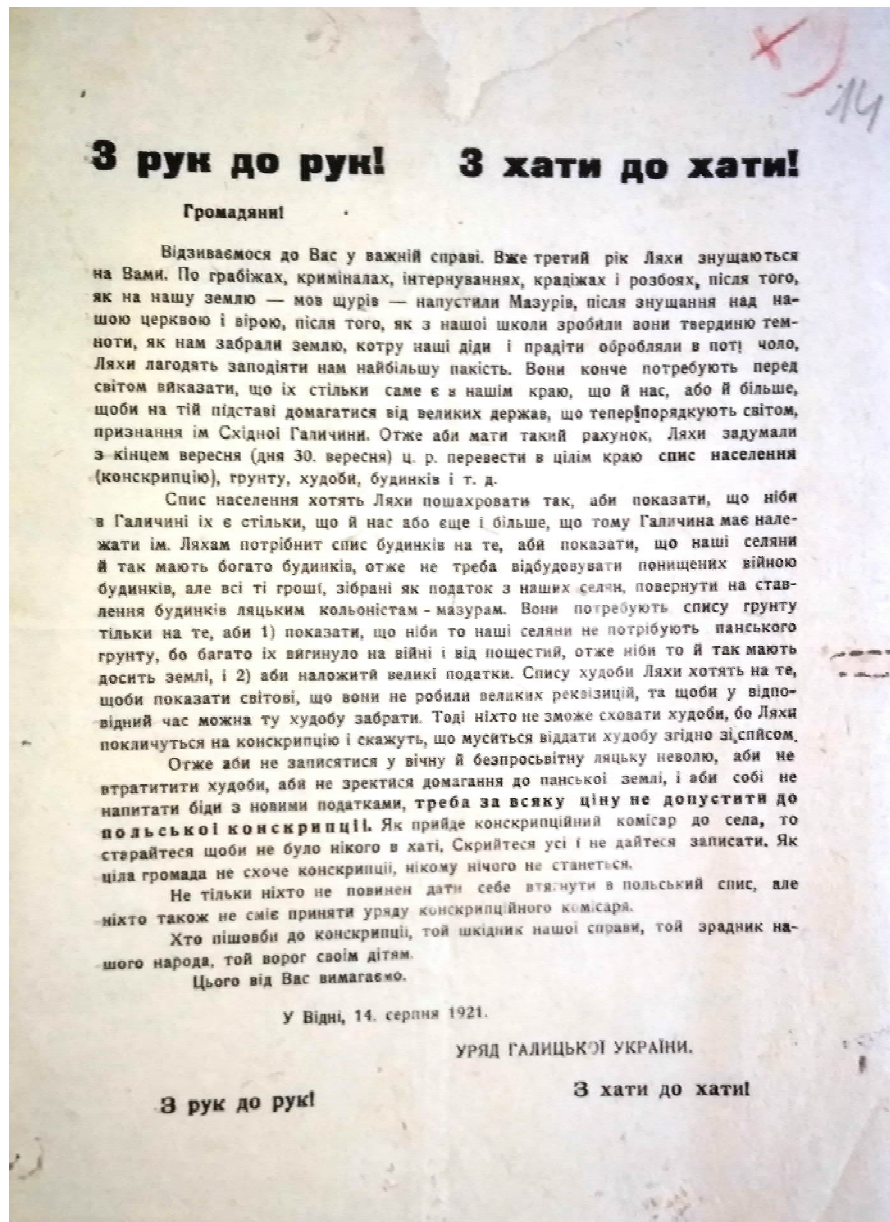 14
З рук до рук! З хати до хати!
Громадяни!
Відзиваємося до Вас у важній справі. Вже третий рік Ляхи знущаються
на Вами. По грабіжах, криміналах, інтернуваннях, крадіжах і розбоях, після того,
як на нашу землю — мов щурів — напустили Мазурів, після знущання над на-
шою церквою і вірою, після того, як з нашої школи зробили вони твердиню тем-
ноти, як нам забрали землю, котру наші діди і прадіти обробляли в поті чоло,
Ляхи лагодять заподіяти нам найбільшу пакість. Вони конче потребують перед
світом виказати, що їх стільки саме є в нашім краю, що й нас, або й більше,
щоби на тій підставі домагатися від великих держав, що тепер порядкують світом,
признання їм Східної Галичини. Отже аби мати такий рахунок, Ляхи задумали
з кінцем вересня (дня 30. вересня) ц. р. перевести в цілім краю спис населення
(конскрипцію), грунту, худоби, будинків і т. д.
Спис населення хотять Ляхи пошахровати так, аби показати, що ніби
в Галичині їх є стільки, що й нас або еще і більше, що тому Галичина має нале-
жати їм. Ляхам потрібнит спис будинків на те, аби показати, що наші селяни
й так мають богато будинків, отже не треба відбудовувати понищених війною
будинків, але всі ті гроші, зібрані як податок з наших селян, повернути на став-
лення будинків ляцьким кольоністам - мазурам. Вони потребують спису грунту
тільки на те, аби 1) показати, що ніби то наші селяни не потрібують панського
грунту, бо багато їх вигинуло на війні і від пошестий, отже ніби то й так мають
досить землі, і 2) аби наложити великі податки. Спису худоби Ляхи хотять на те,
щоби показати світові, що вони не робили великих реквізицій, та щоби у відпо-
відний час можна ту худобу забрати. Тоді ніхто не зможе сховати худоби, бо Ляхи
покличуться на конскрипцію і скажуть, що муситься віддати худобу згідно зі списом.
Отже аби не записятися у вічну й безпросьвітну ляцьку неволю, аби не
втратитити худоби, аби не зректися домагання до панської землі, і аби собі не
напитати біди з новими податками, треба за всяку ціну не допустити до
польської конскрипції. Як прийде конскрипційний комісар до села, то
старайтеся щоби не було нікого в хаті. Скрийтеся усі і не дайтеся записати. Як
ціла громада не схоче конскрипції, нікому нічого не станеться.
Не тільки ніхто не повинен дати себе втягнути в польський спис, але
ніхто також не сміє приняти уряду конскрипційного комісаря.
Хто пішовби до конскрипції, той шкідник нашої справи, той зрадник на-
шого народа, той ворог своїм дітям.
Цього від Вас вимагаємо.
У Відні, 14. серпня 1921.
УРЯД ГАЛИЦЬКОЇ УКРАЇНИ.
З рук до рук! З хати до хати!